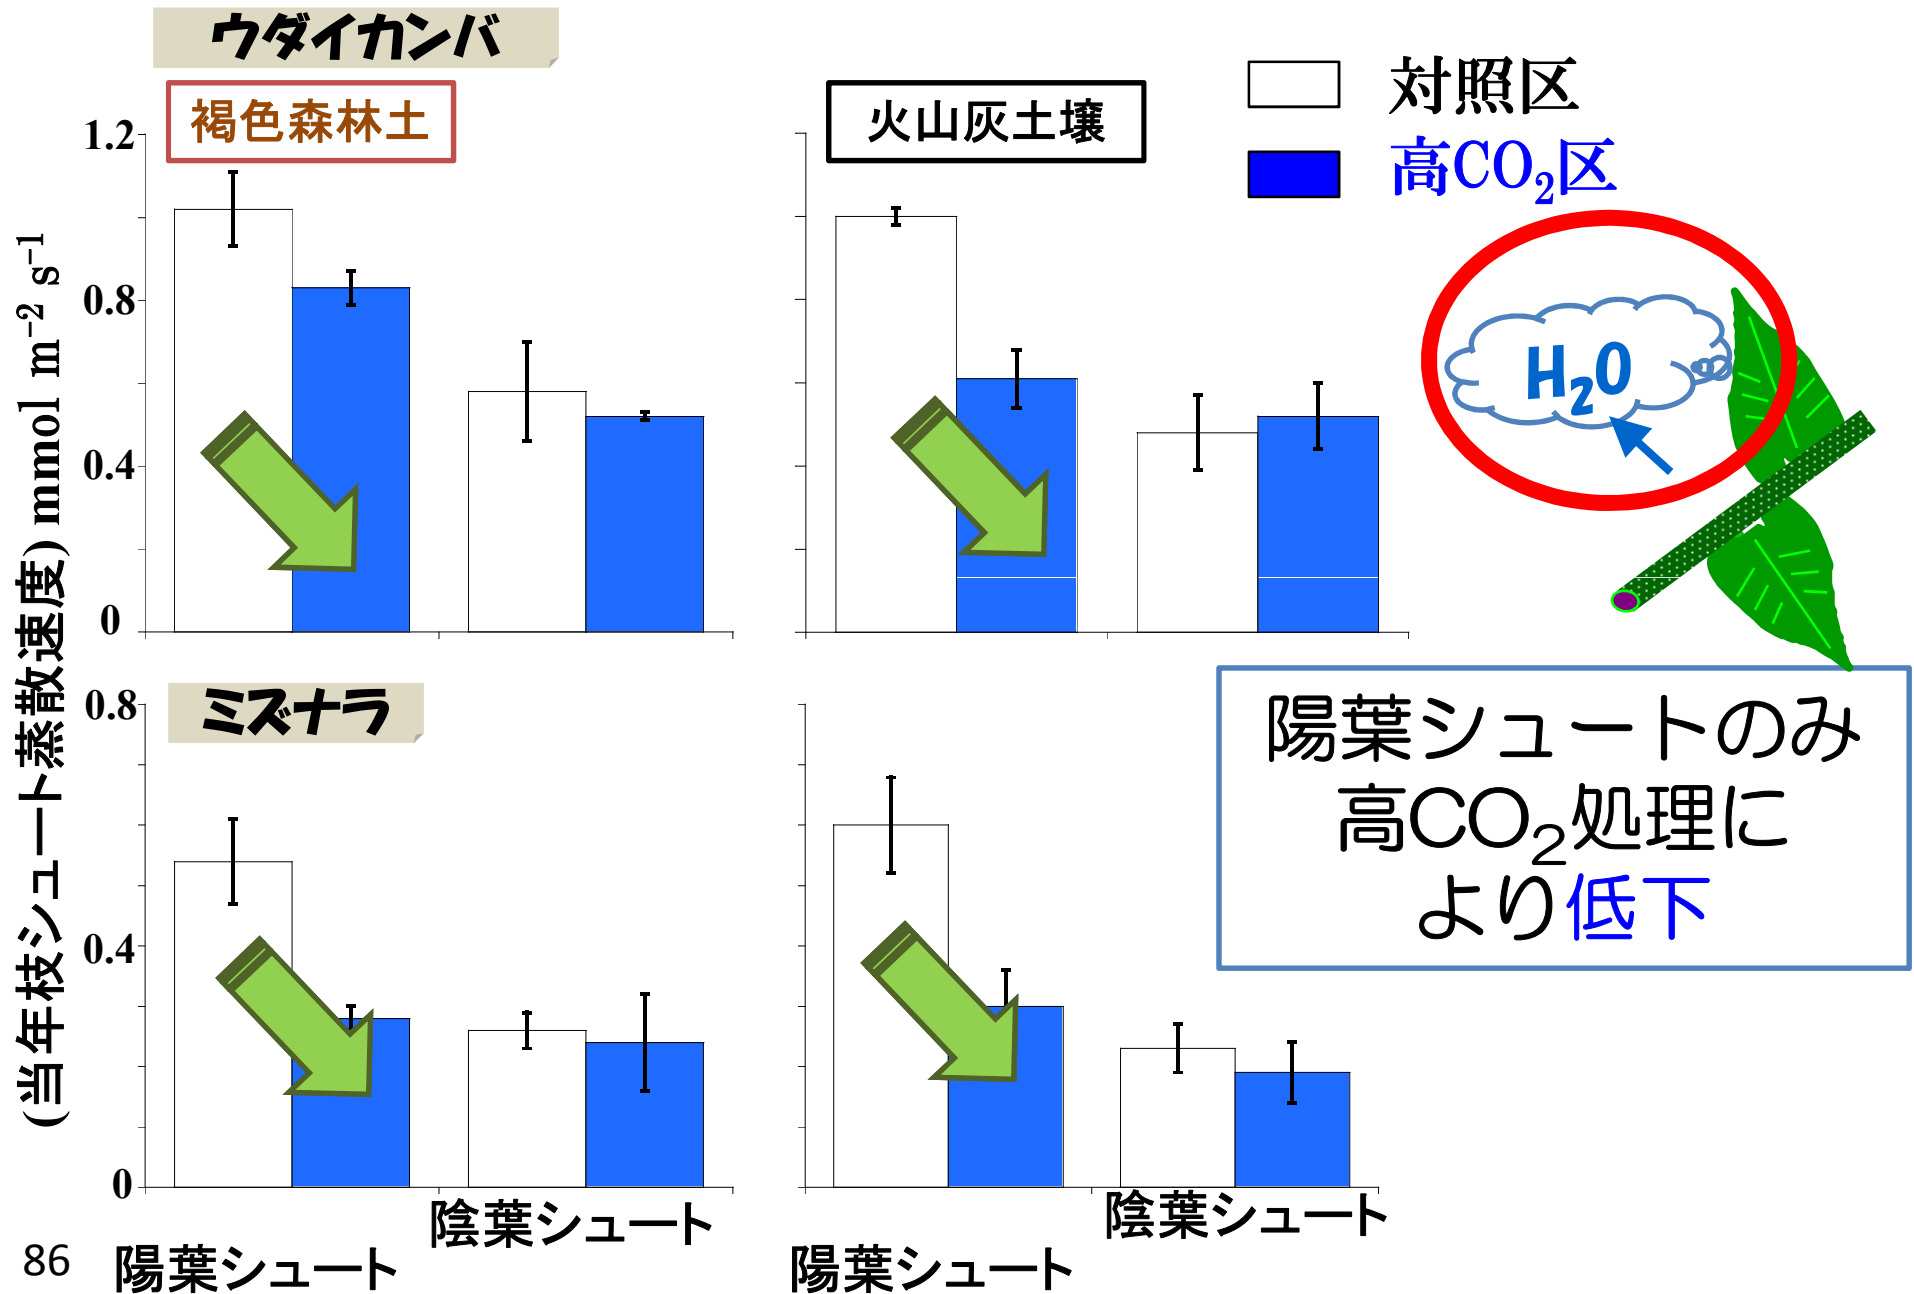 ウダイカンバ
褐色森林土
火山灰土壌
対照区
高CO₂区
(当年枝シュート蒸散速度) mmol m⁻² s⁻¹
1.2
0.8
0.4
0
H₂O
ミズナラ
0.8
0.4
0
陽葉シュートのみ
高CO₂処理に
より低下
陰葉シュート
陽葉シュート
陰葉シュート
陽葉シュート
86